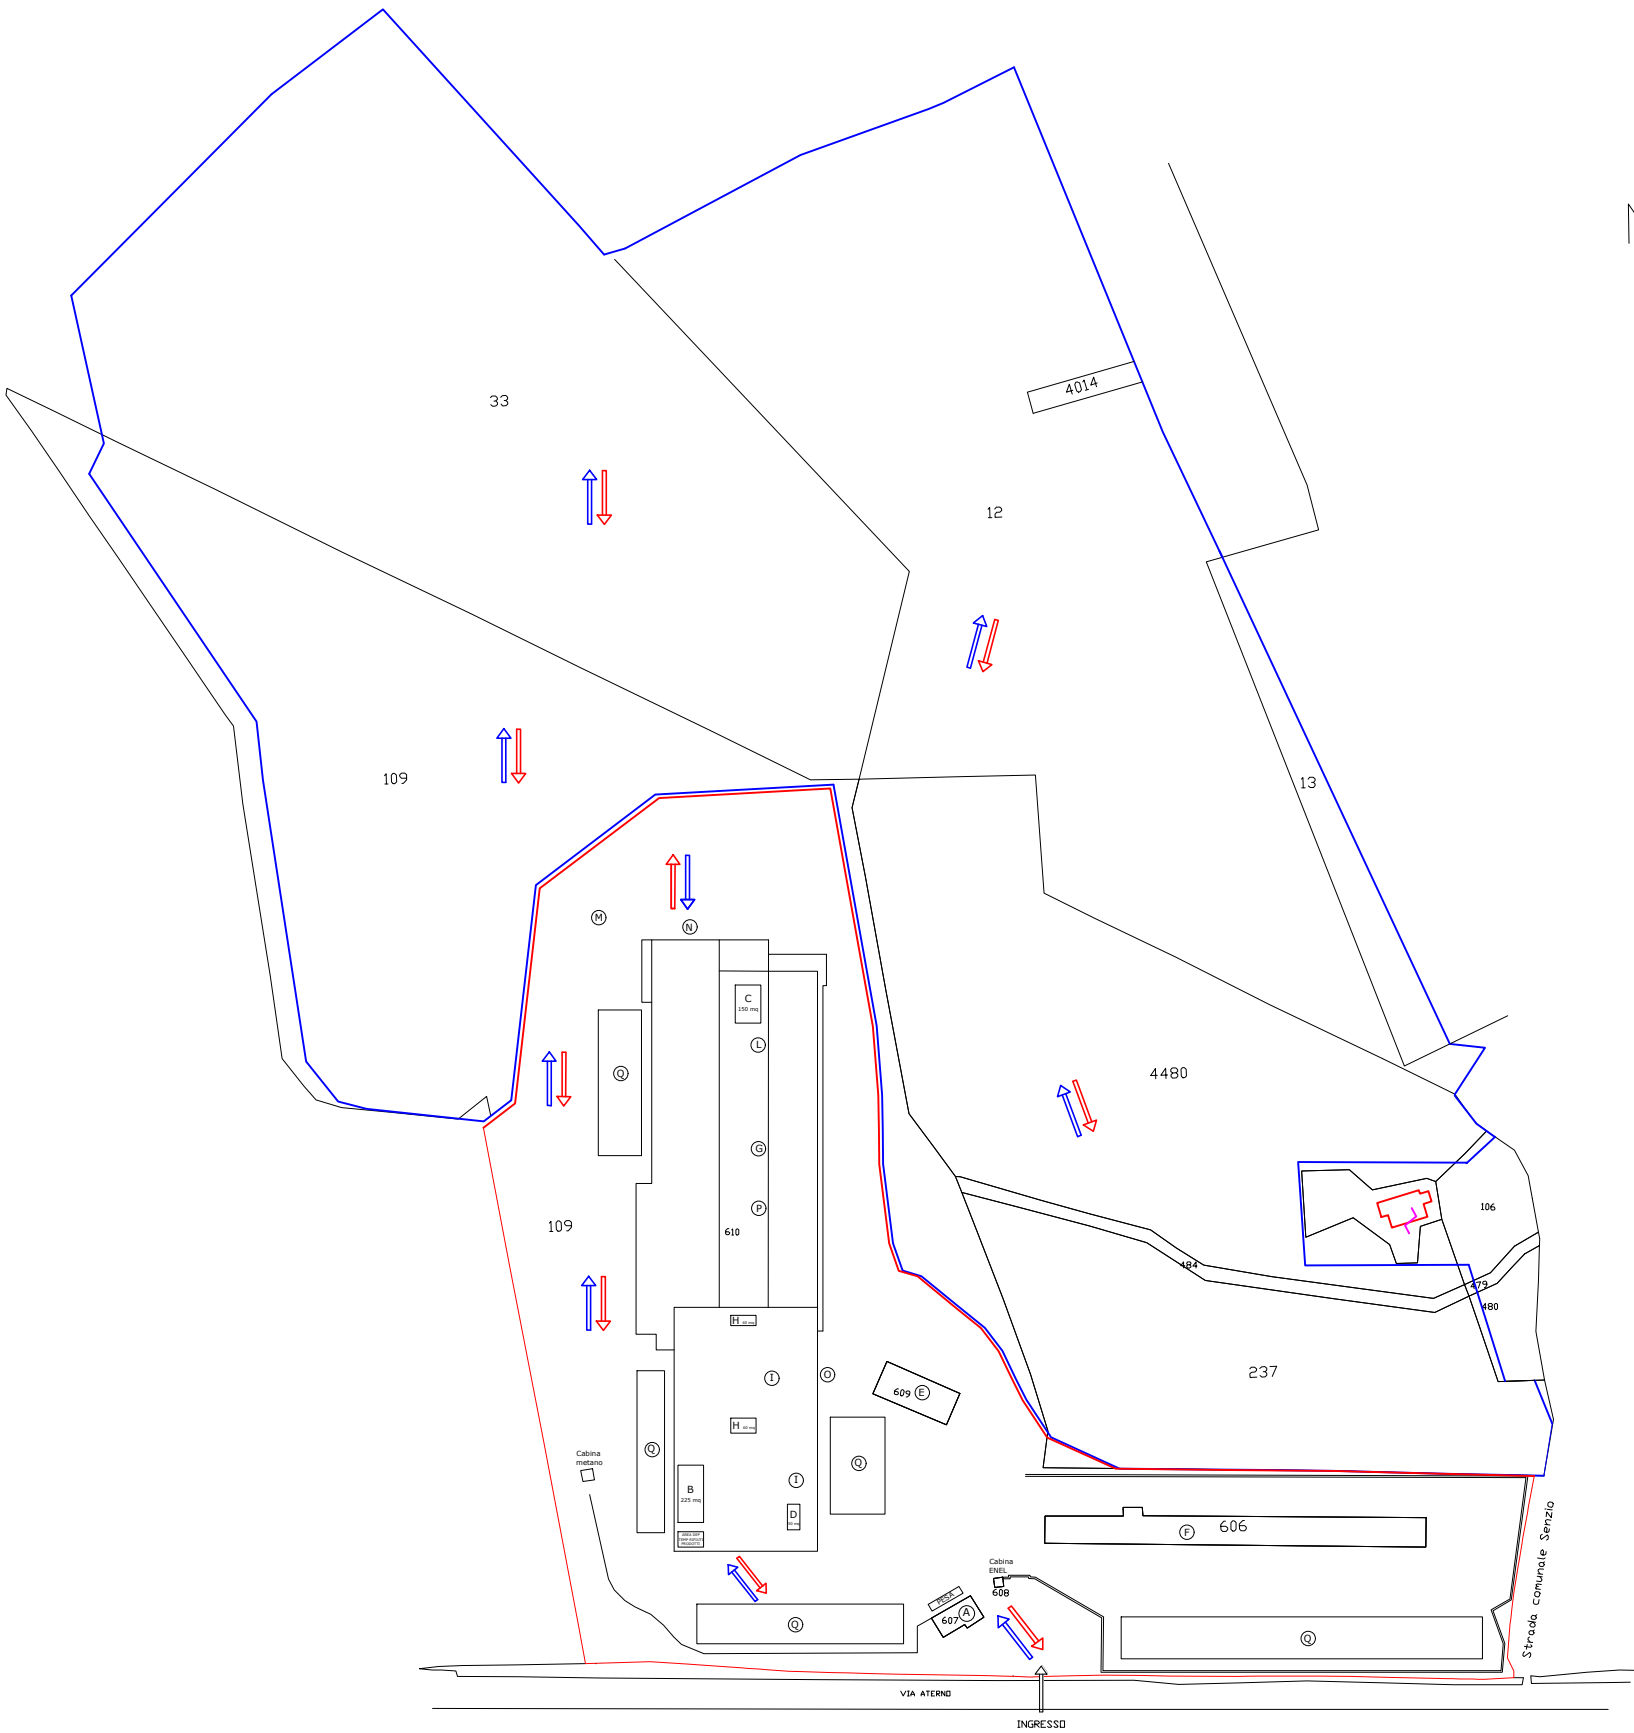 4014
33
12
109
13
M
N
C
150 mq
L
Q
4480
G
P
106
109
610
484
479
480
H
I
O
237
609
E
H
Q
Q
Cabina
metano
I
B
225 mq
D
F
606
Strada comunale Senzio
Cabina
ENEL
608
PESA
607
A
Q
Q
VIA ATERNO
INGRESSO